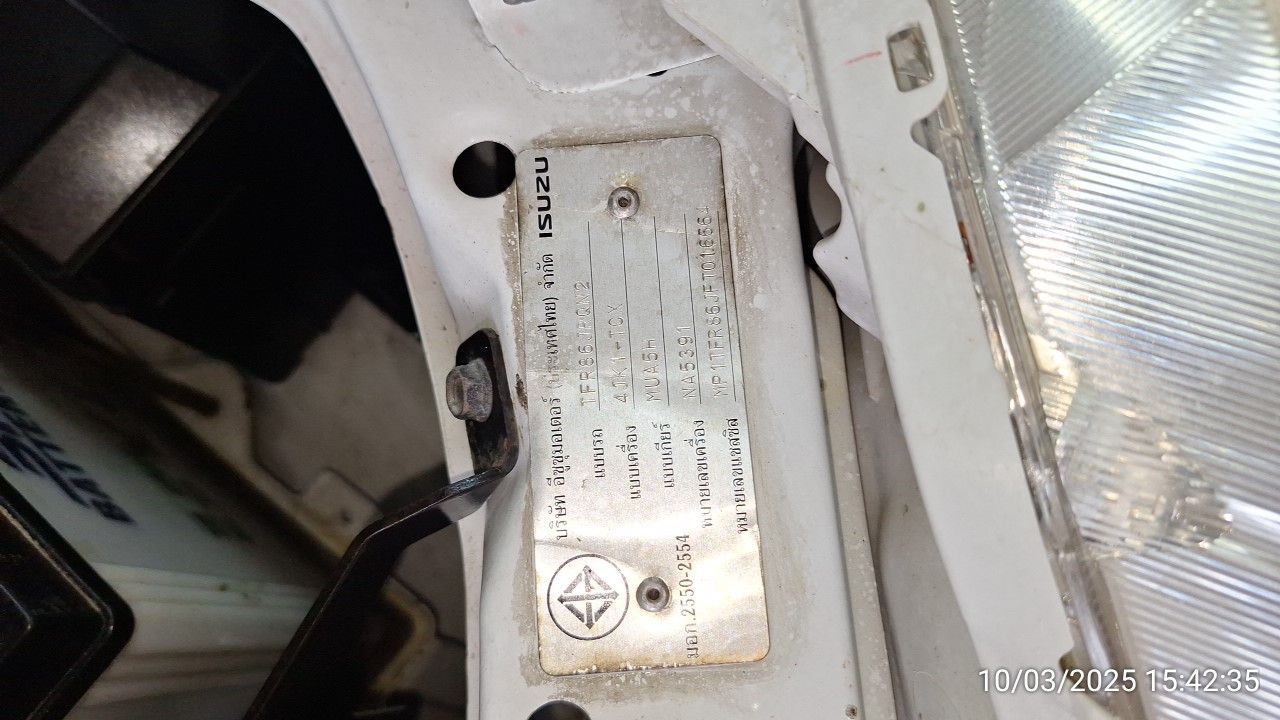 บริษัท อีซูซุมอเตอร์ (ประเทศไทย) จำกัด ISUZU
แบบรถ TFR86JRQM2
แบบเครื่อง 4JK1-TCX
แบบเกียร์ MUA5H
หมายเลขเครื่อง NA5391
หมายเลขแชสซิส
มอก.2550-2554
10/03/2025 15:42:35